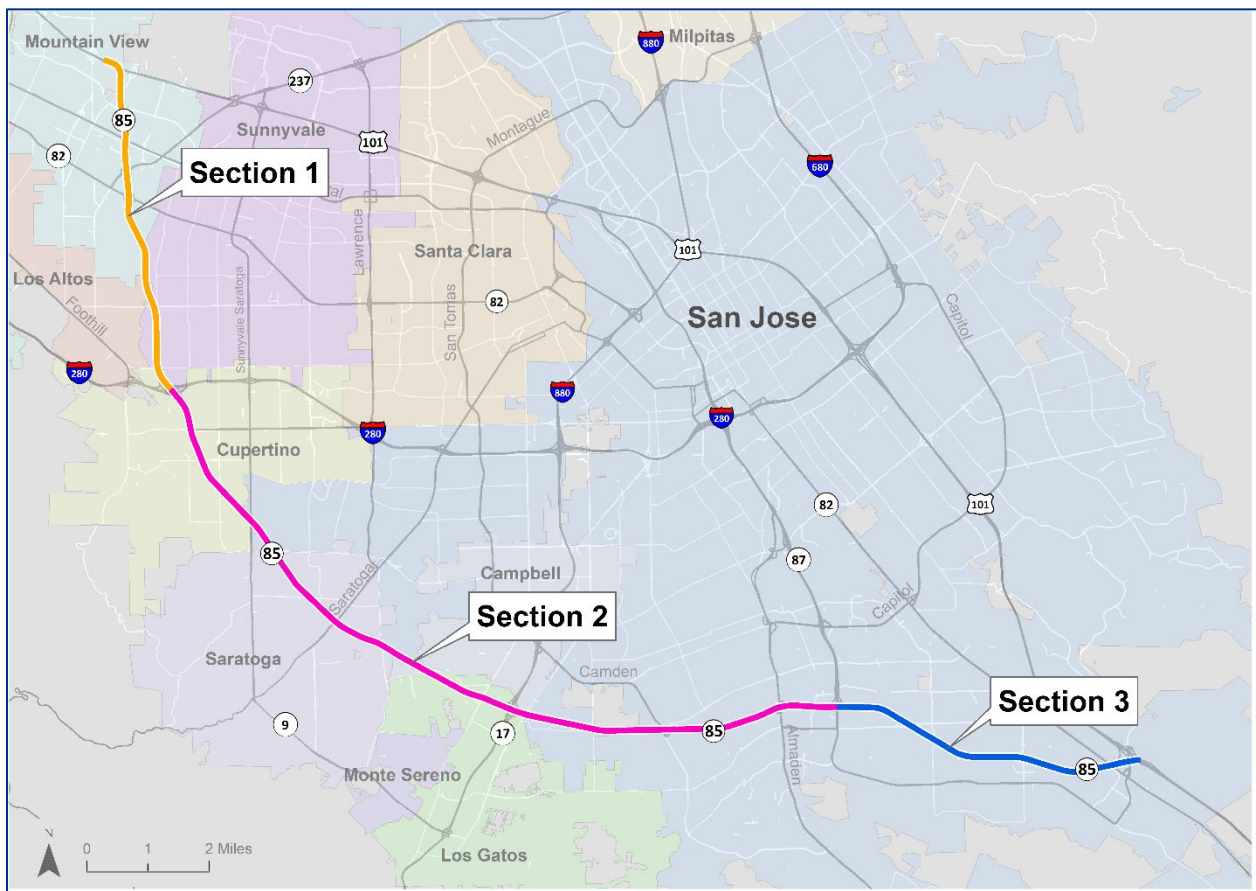 Mountain View
880
Milpitas
237
85
Sunnyvale
101
Montague
82
Section 1
680
Lawrence
Santa Clara
101
Los Altos
Foothill
Sunnyvale Saratoga
San Tomas
82
San Jose
Capitol
280
880
280
280
Cupertino
82
101
85
87
Campbell
Capitol
Saratoga
Section 2
Saratoga
Camden
Section 3
9
17
85
Almaden
85
Monte Sereno
N
0 1 2 Miles
Los Gatos